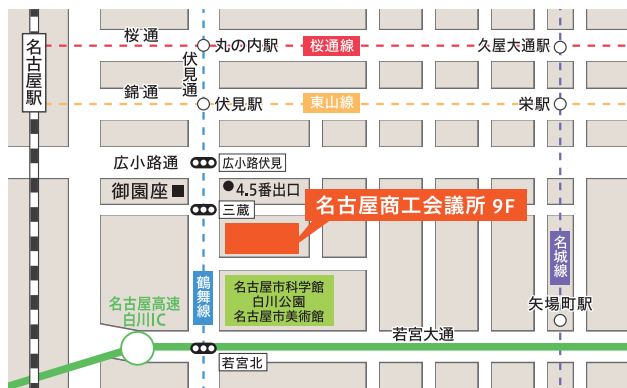 桜通
丸の内駅
桜通線
久屋大通駅
名古屋駅
伏見通
錦通
伏見駅
東山線
栄駅
広小路通
広小路伏見
御園座
4.5番出口
三蔵
名古屋商工会議所 9F
名城線
鶴舞線
名古屋市科学館
白川公園
名古屋市美術館
名古屋高速
白川IC
矢場町駅
若宮大通
若宮北